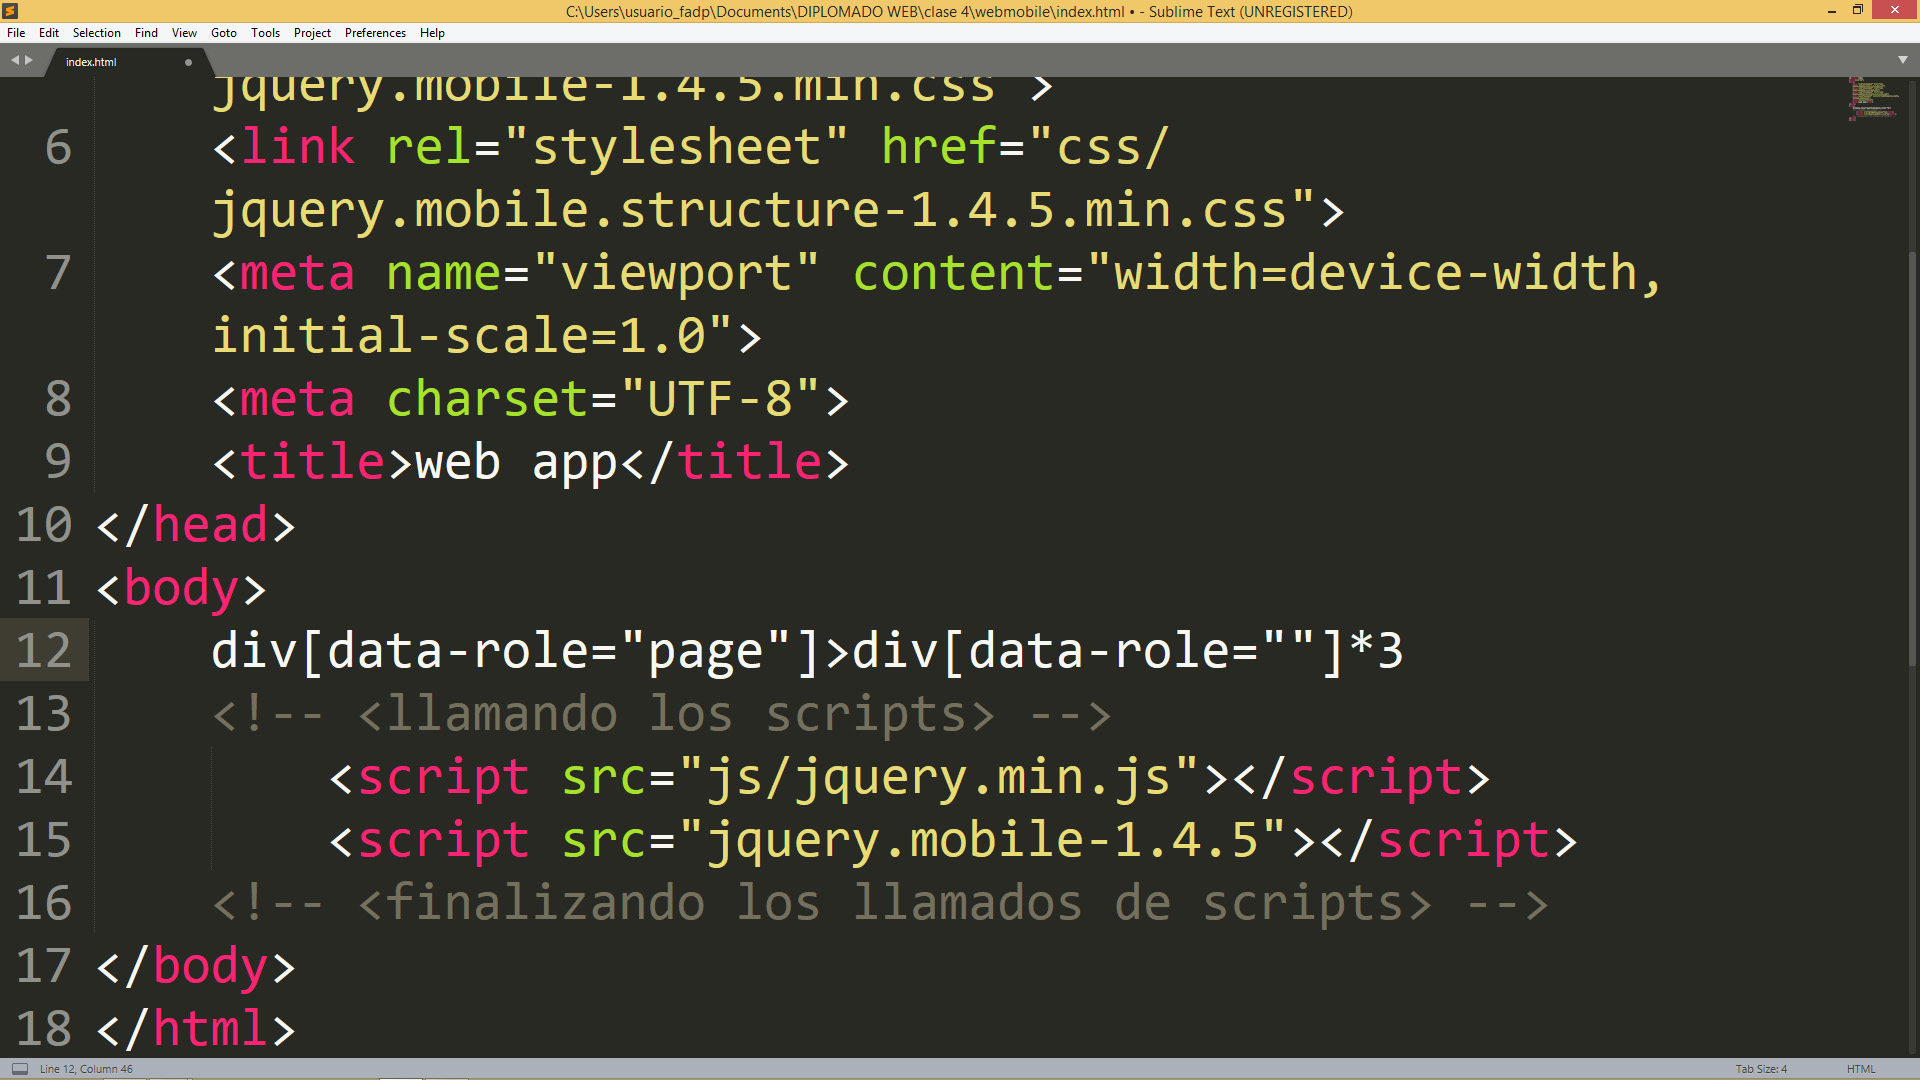 C:\Users\usuario_fadp\Documents\DIPLOMADO WEB\clase 4\webmobile\index.html • - Sublime Text (UNREGISTERED)
File Edit Selection Find View Goto Tools Project Preferences Help
index.html
jquery.mobile-1.4.5.min.css">
6 <link rel="stylesheet" href="css/
jquery.mobile.structure-1.4.5.min.css">
7 <meta name="viewport" content="width=device-width,
initial-scale=1.0">
8 <meta charset="UTF-8">
9 <title>web app</title>
10 </head>
11 <body>
12 div[data-role="page"]>div[data-role=""]*3
13 <!-- <llamando los scripts> -->
14 <script src="js/jquery.min.js"></script>
15 <script src="jquery.mobile-1.4.5"></script>
16 <!-- <finalizando los llamados de scripts> -->
17 </body>
18 </html>
Line 12, Column 46 Tab Size: 4 HTML